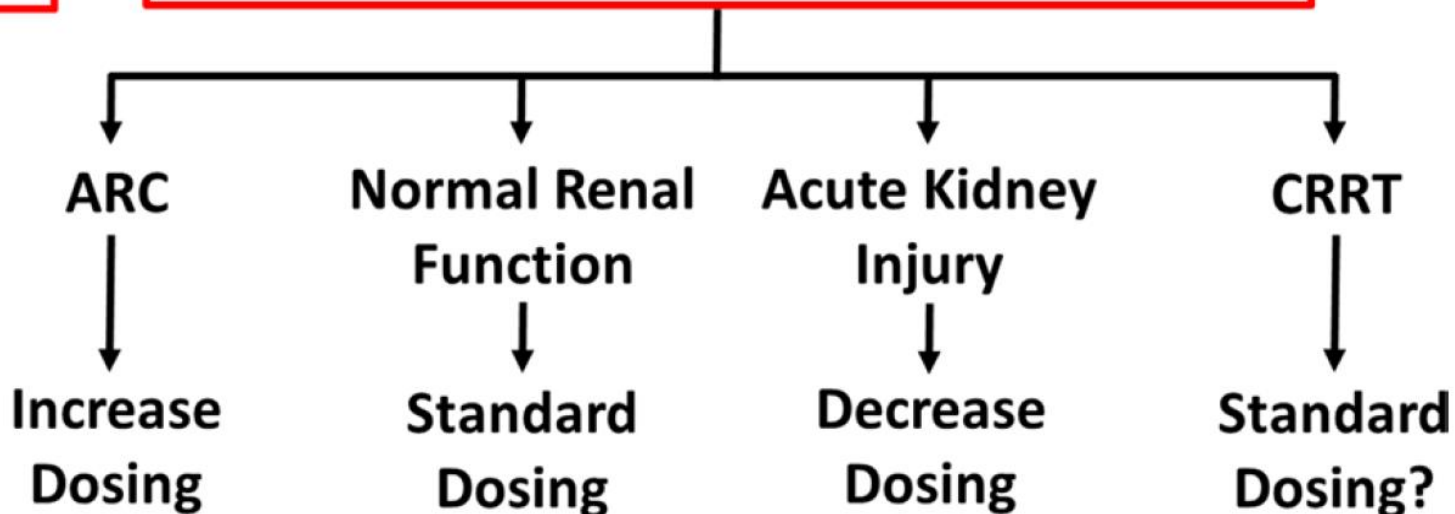 ARC
Normal Renal
Function
Acute Kidney
Injury
CRRT
Increase
Dosing
Standard
Dosing
Decrease
Dosing
Standard
Dosing?